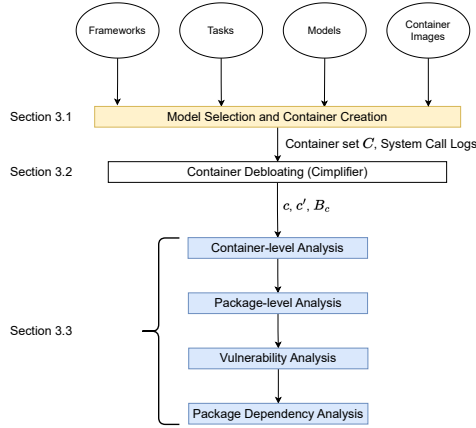 Frameworks
Tasks
Models
Container
Images
Section 3.1
Model Selection and Container Creation
Container set C, System Call Logs
Section 3.2
Container Debloating (Cimplifier)
c, c′, B_c
Container-level Analysis
Package-level Analysis
Section 3.3
Vulnerability Analysis
Package Dependency Analysis